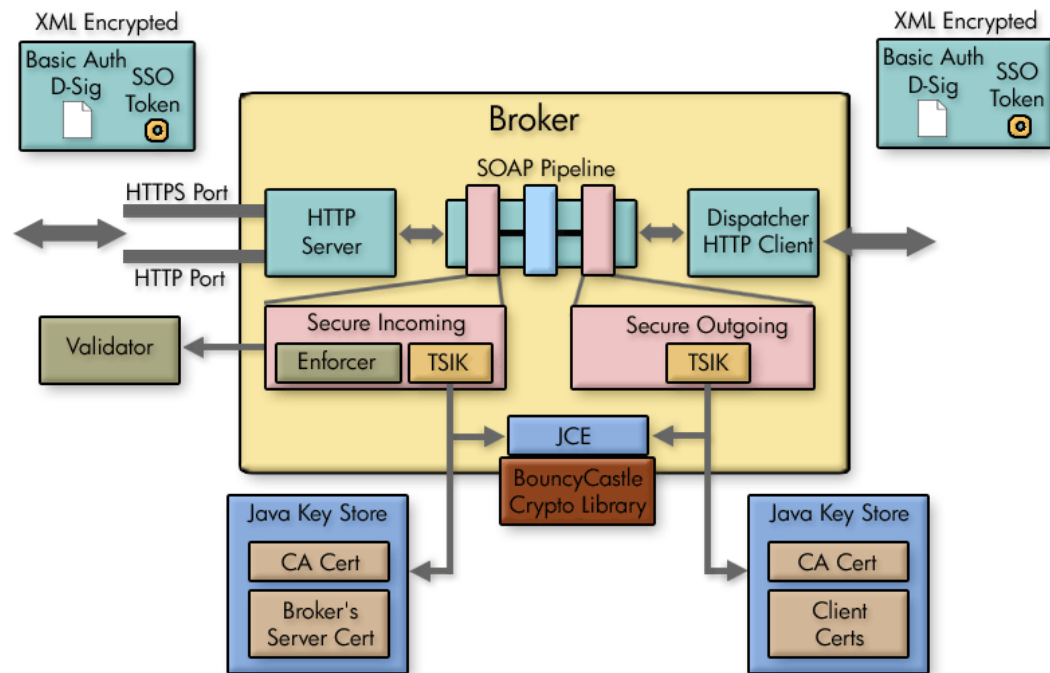 XML Encrypted
Basic Auth
D-Sig
SSO
Token
XML Encrypted
Basic Auth
D-Sig
SSO
Token
Broker
SOAP Pipeline
HTTPS Port
HTTP
Server
HTTP Port
Dispatcher
HTTP Client
Validator
Secure Incoming
Enforcer
TSIK
Secure Outgoing
TSIK
JCE
BouncyCastle
Crypto Library
Java Key Store
CA Cert
Broker's
Server Cert
Java Key Store
CA Cert
Client
Certs